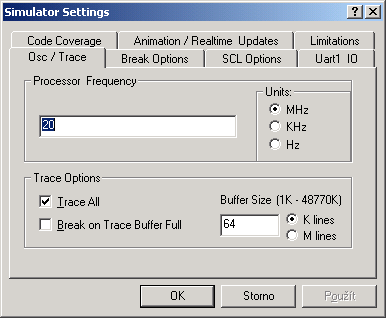 Simulator Settings
Code Coverage Animation / Realtime Updates Limitations
Osc / Trace Break Options SCL Options Uart1 IO
Processor Frequency
Units:
20
MHz
KHz
Hz
Trace Options
Trace All
Buffer Size (1K - 48770K)
Break on Trace Buffer Full
64
K lines
M lines
OK Storno Použít